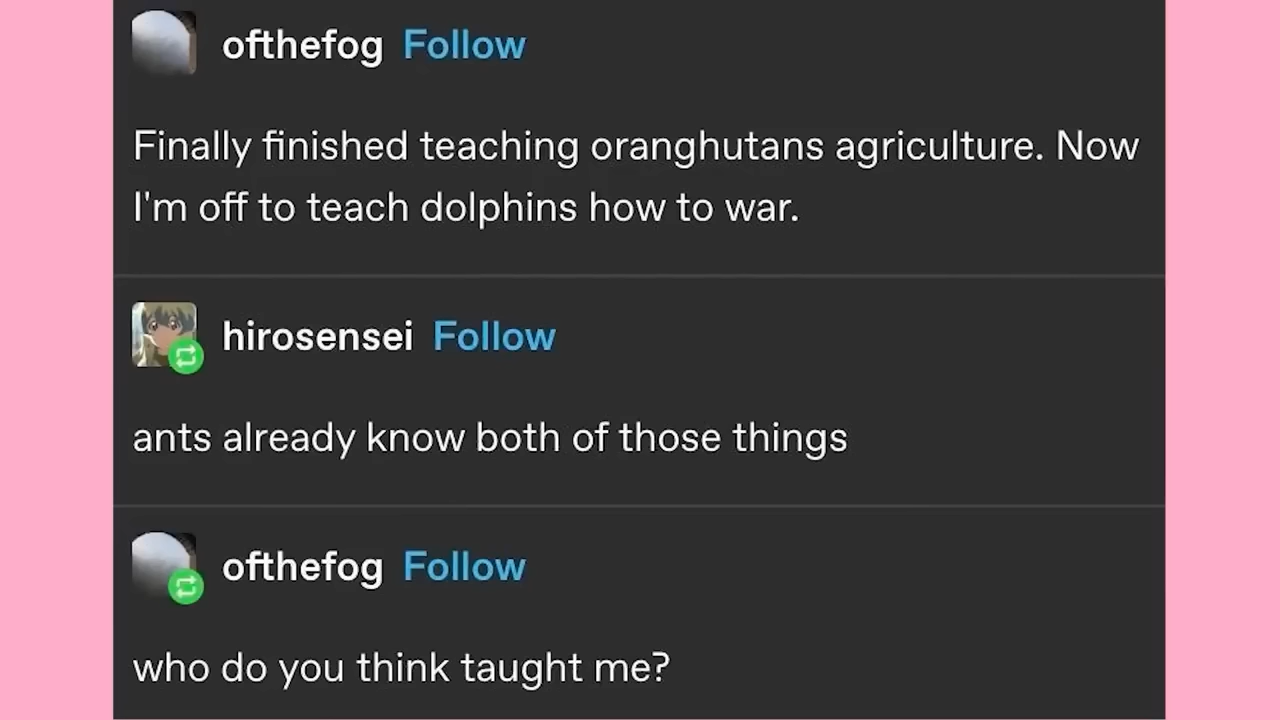 ofthefog Follow
Finally finished teaching oranghutans agriculture. Now
I'm off to teach dolphins how to war.
hirosensei Follow
ants already know both of those things
ofthefog Follow
who do you think taught me?